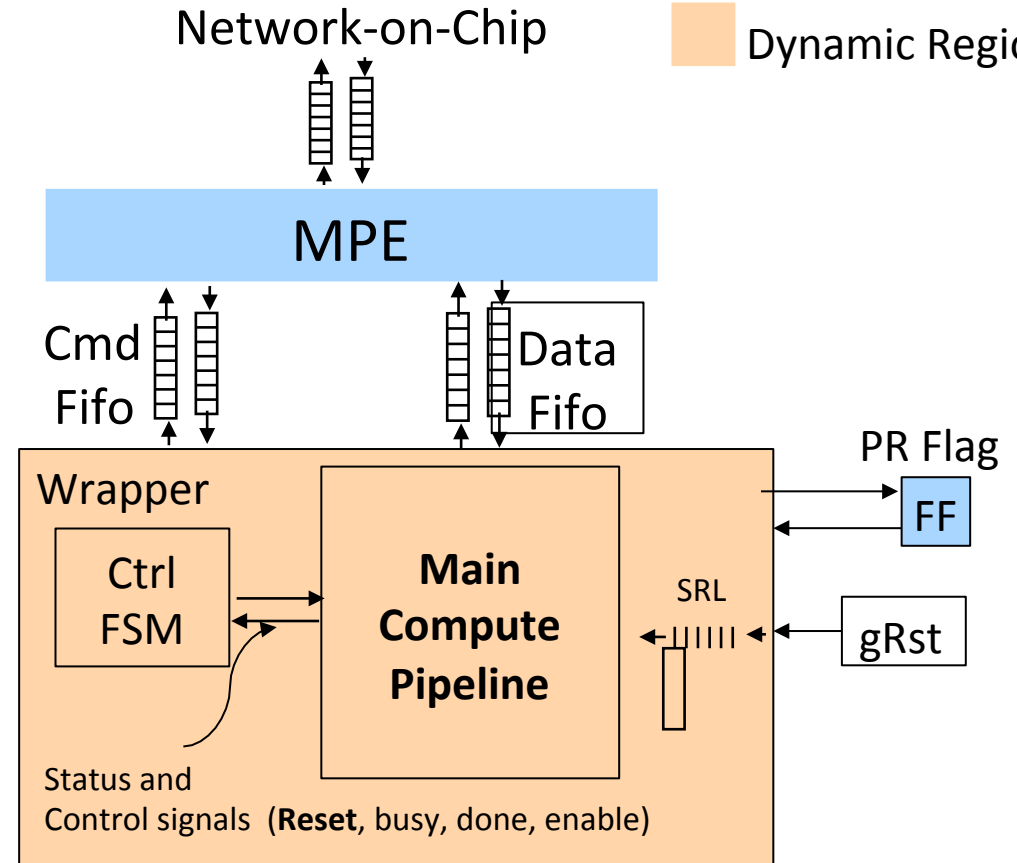 Network-on-Chip
Dynamic Regio
MPE
Cmd
Fifo
Data
Fifo
PR Flag
FF
Wrapper
Ctrl
FSM
Main
Compute
Pipeline
SRL
gRst
Status and
Control signals (Reset, busy, done, enable)